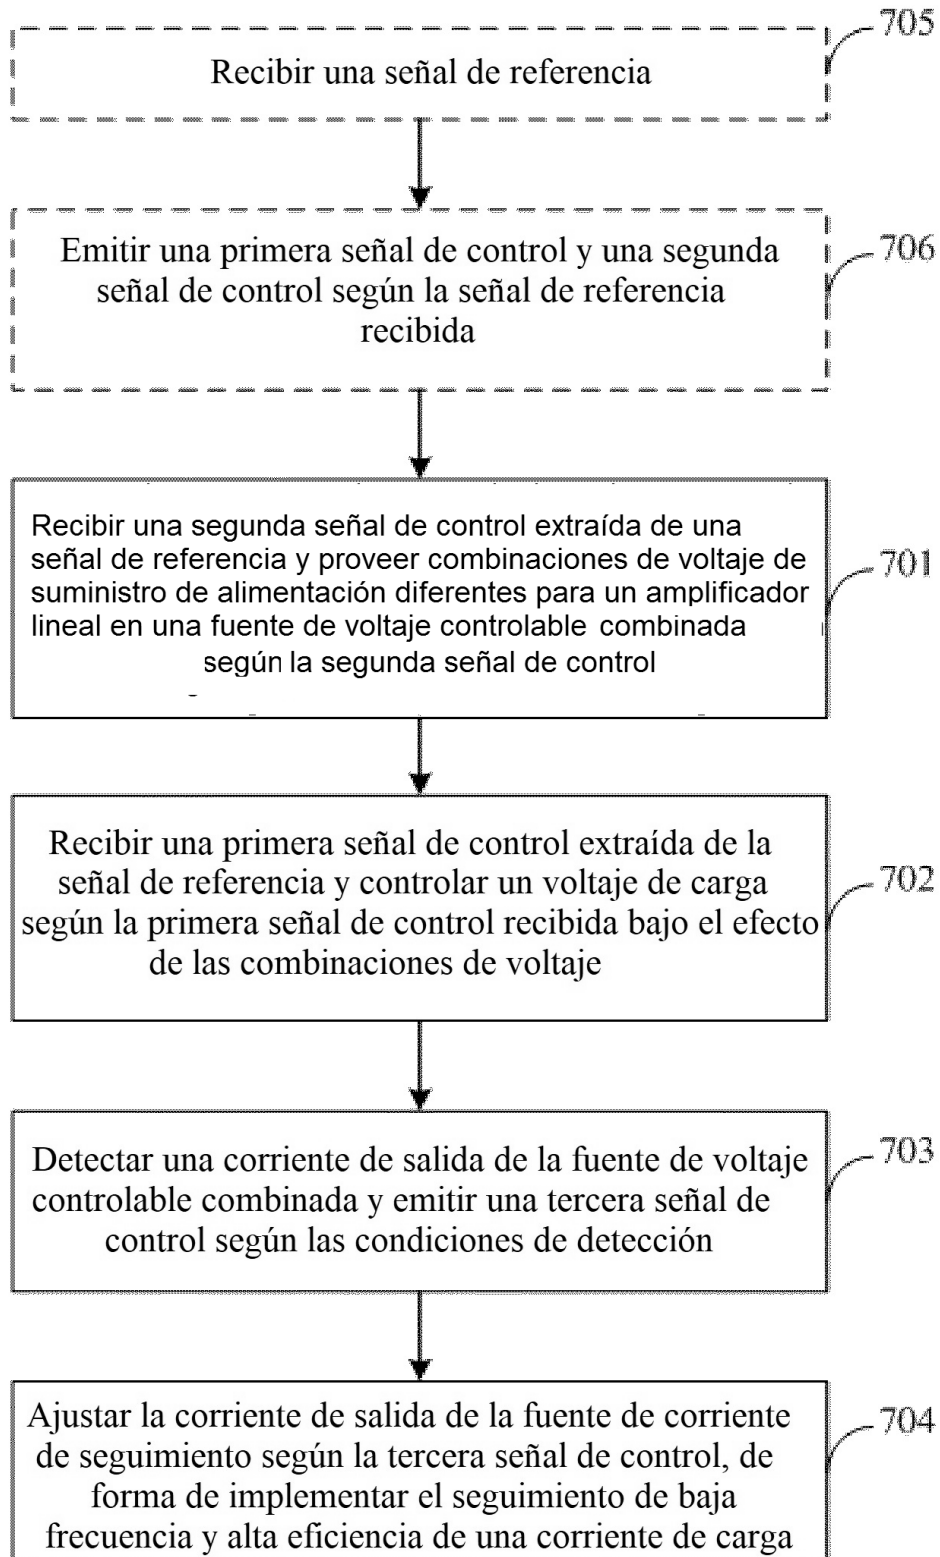 705
Recibir una señal de referencia
706
Emitir una primera señal de control y una segunda
señal de control según la señal de referencia
recibida
701
Recibir una segunda señal de control extraída de una
señal de referencia y proveer combinaciones de voltaje de
suministro de alimentación diferentes para un amplificador
lineal en una fuente de voltaje controlable combinada
según la segunda señal de control
702
Recibir una primera señal de control extraída de la
señal de referencia y controlar un voltaje de carga
según la primera señal de control recibida bajo el efecto
de las combinaciones de voltaje
703
Detectar una corriente de salida de la fuente de voltaje
controlable combinada y emitir una tercera señal de
control según las condiciones de detección
704
Ajustar la corriente de salida de la fuente de corriente
de seguimiento según la tercera señal de control, de
forma de implementar el seguimiento de baja
frecuencia y alta eficiencia de una corriente de carga